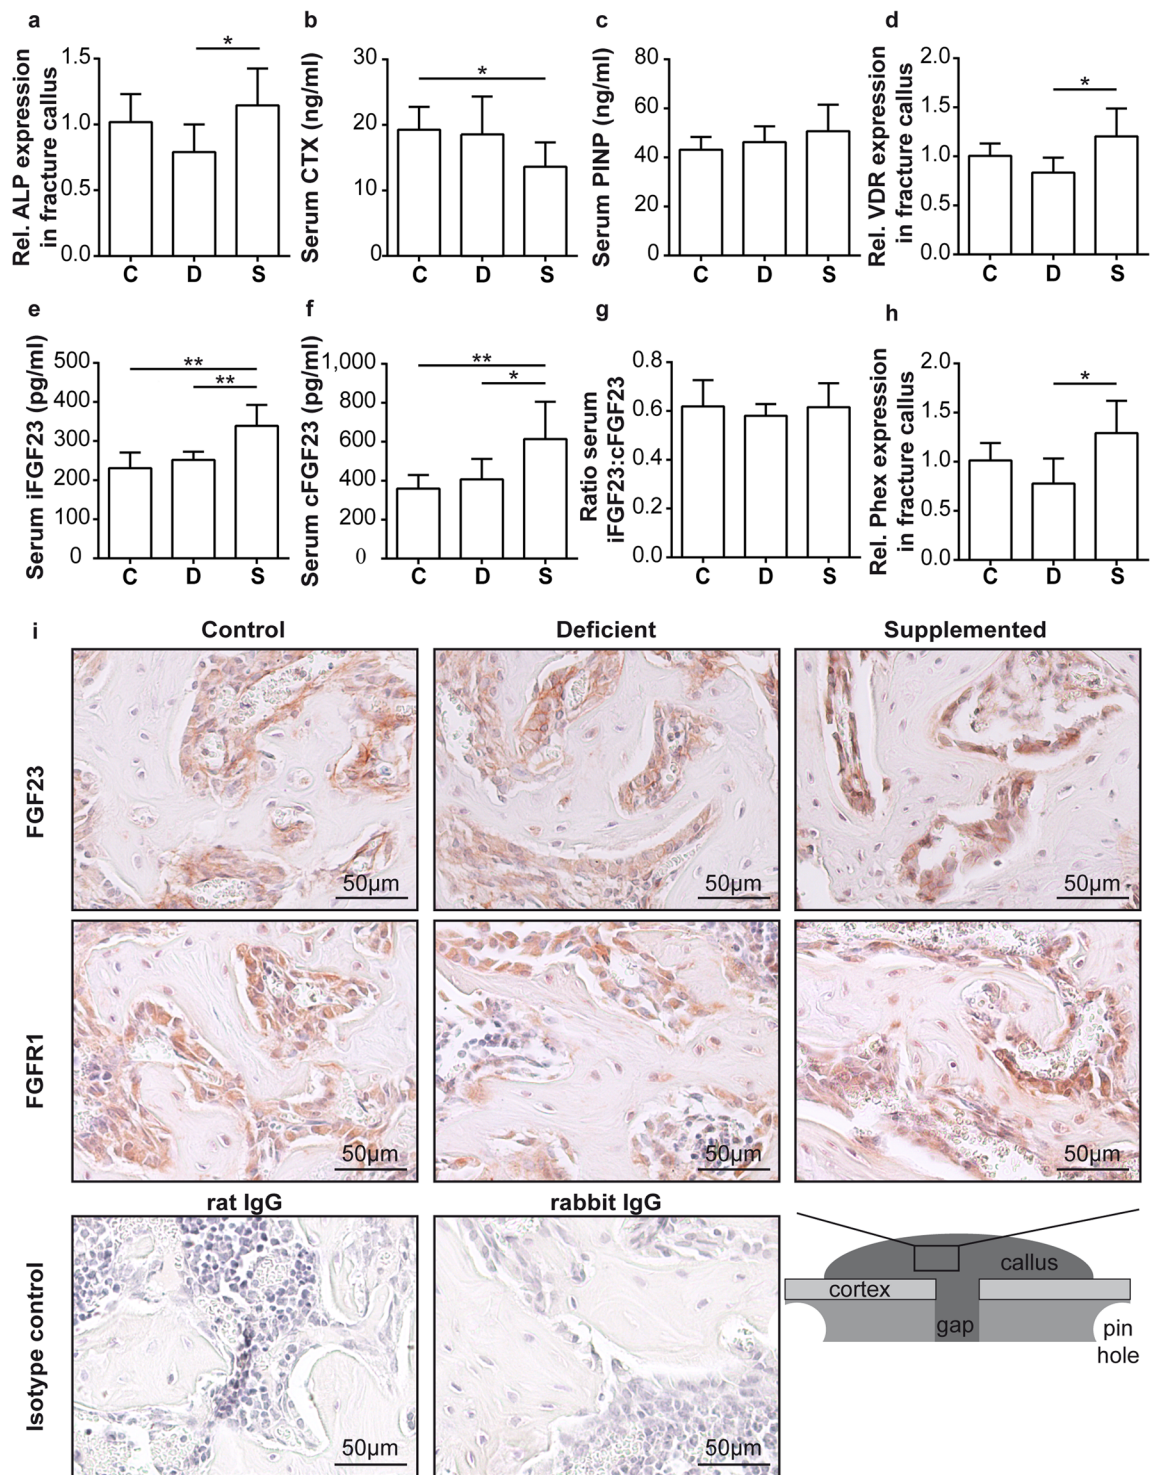 a
Rel. ALP expression
in fracture callus
1.5
1.0
0.5
0.0
*
C D S
b
Serum CTX (ng/ml)
30
20
10
0
*
C D S
c
Serum PINP (ng/ml)
80
60
40
20
0
C D S
d
Rel. VDR expression
in fracture callus
2.0
1.5
1.0
0.5
0.0
*
C D S
e
Serum iFGF23 (pg/ml)
500
400
300
200
100
0
**
**
C D S
f
Serum cFGF23 (pg/ml)
1,000
800
600
400
200
0
**
*
C D S
g
Ratio serum
iFGF23:cFGF23
0.8
0.6
0.4
0.2
0.0
C D S
h
Rel. Phex expression
in fracture callus
2.0
1.5
1.0
0.5
0.0
*
C D S
i
Control Deficient Supplemented
FGF23
50µm 50µm 50µm
FGFR1
50µm 50µm 50µm
rat IgG rabbit IgG
Isotype control
50µm 50µm
callus
cortex
gap
pin
hole